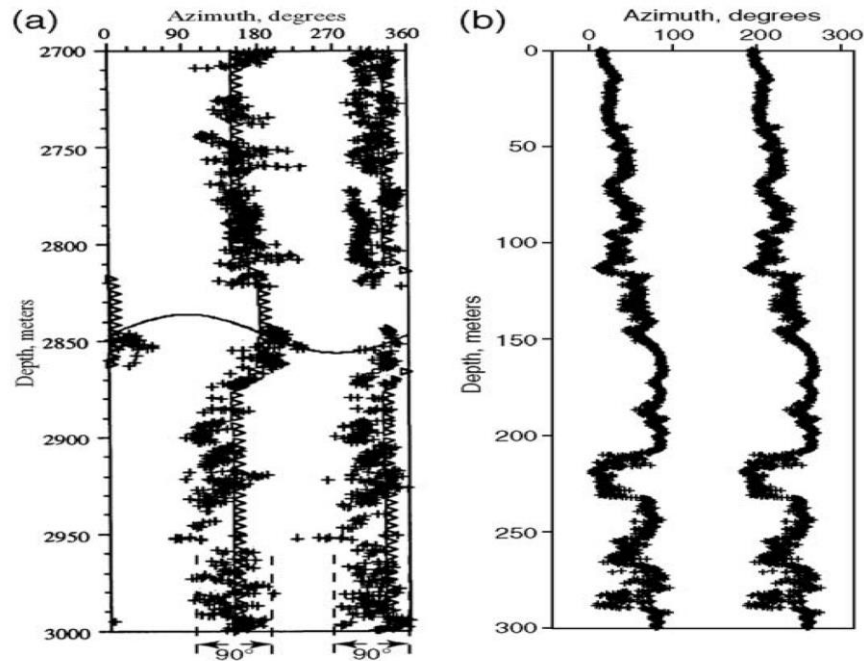 (a)
Azimuth, degrees
0 90 180 270 360
Depth, meters
2700
2750
2800
2850
2900
2950
3000
90° 90°
(b)
Azimuth, degrees
0 100 200 300
Depth, meters
0
50
100
150
200
250
300